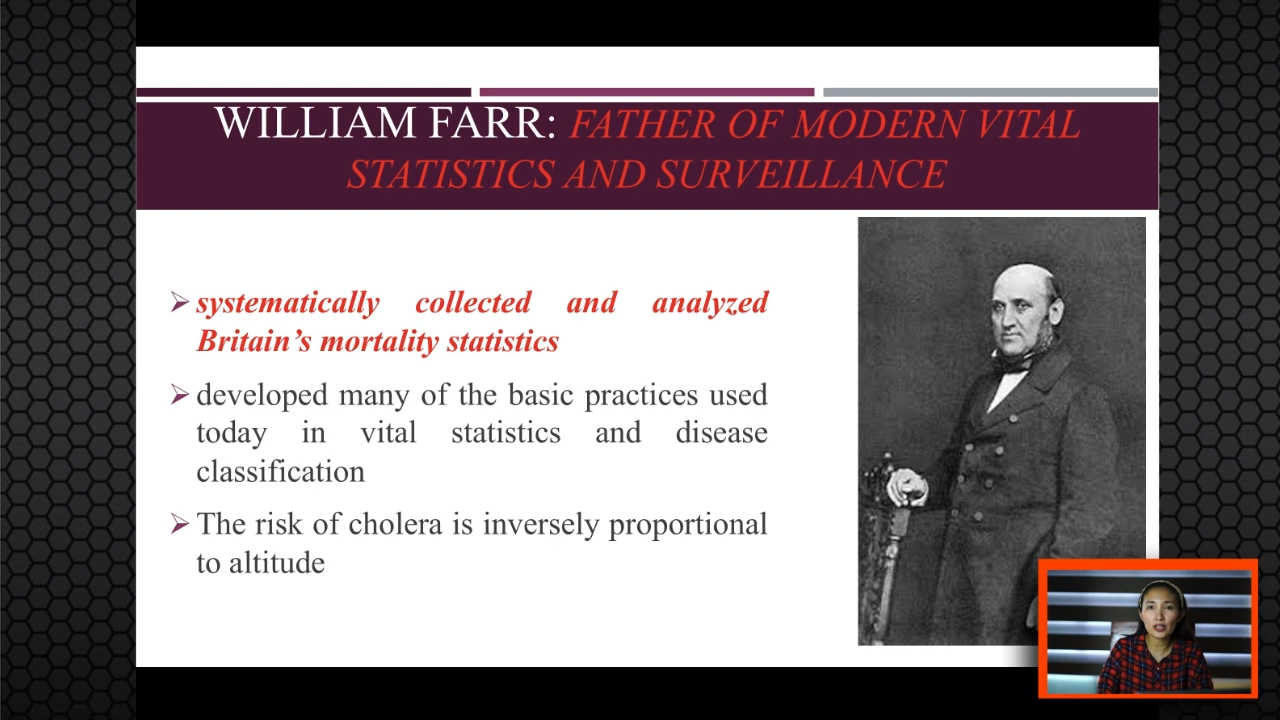 WILLIAM FARR: FATHER OF MODERN VITAL
STATISTICS AND SURVEILLANCE
systematically collected and analyzed
Britain’s mortality statistics
developed many of the basic practices used
today in vital statistics and disease
classification
The risk of cholera is inversely proportional
to altitude